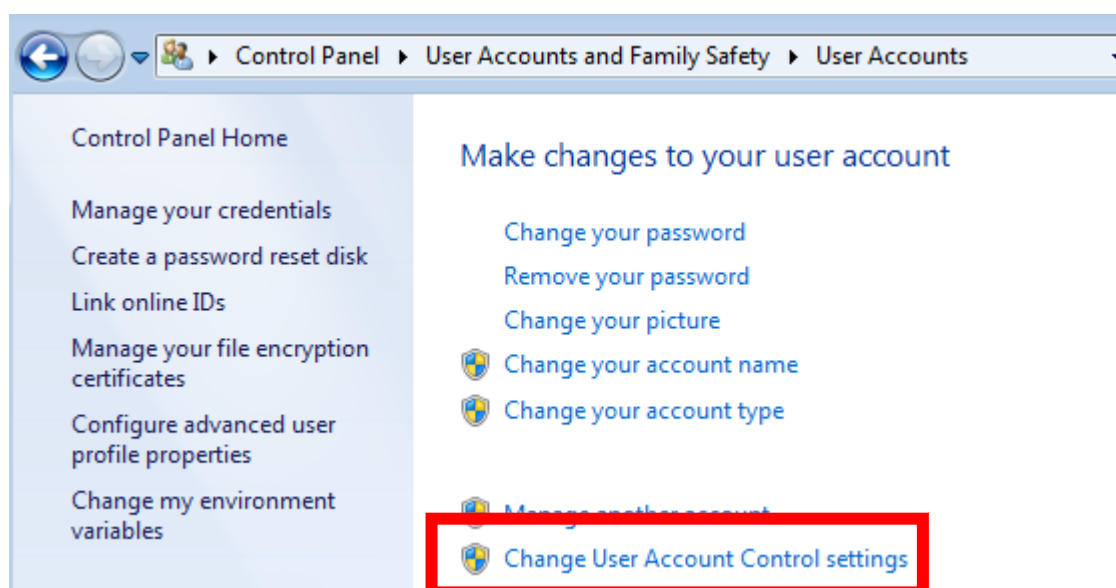 Control Panel User Accounts and Family Safety User Accounts
Control Panel Home
Manage your credentials
Create a password reset disk
Link online IDs
Manage your file encryption
certificates
Configure advanced user
profile properties
Change my environment
variables
Make changes to your user account
Change your password
Remove your password
Change your picture
Change your account name
Change your account type
Manage another account
Change User Account Control settings